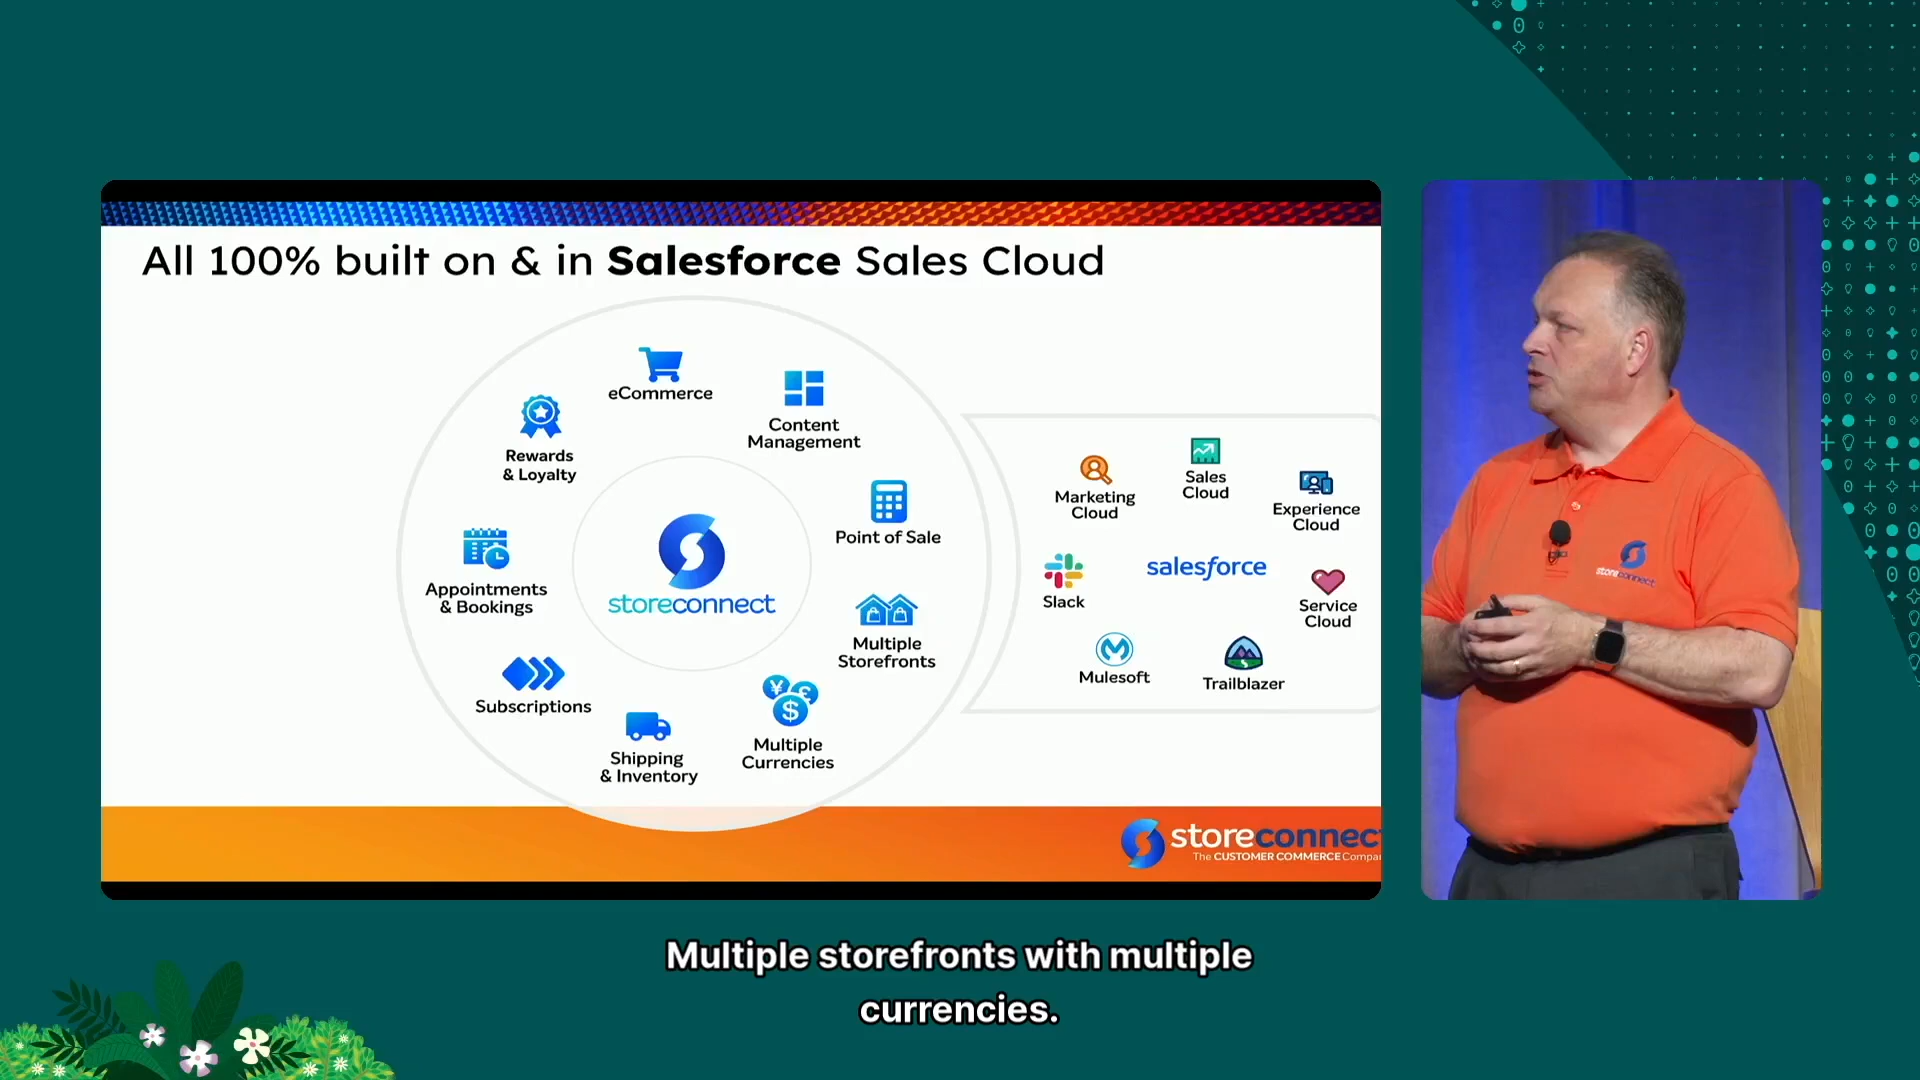 All 100% built on & in Salesforce Sales Cloud
eCommerce
Content
Management
Rewards
& Loyalty
Point of Sale
Appointments
& Bookings
storeconnect
Multiple
Storefronts
Subscriptions
Multiple
Currencies
Shipping
& Inventory
Marketing
Cloud
Sales
Cloud
Experience
Cloud
Slack
salesforce
Service
Cloud
Mulesoft
Trailblazer
storeconnect
The CUSTOMER COMMERCE Compa
storeconnect
Multiple storefronts with multiple
currencies.